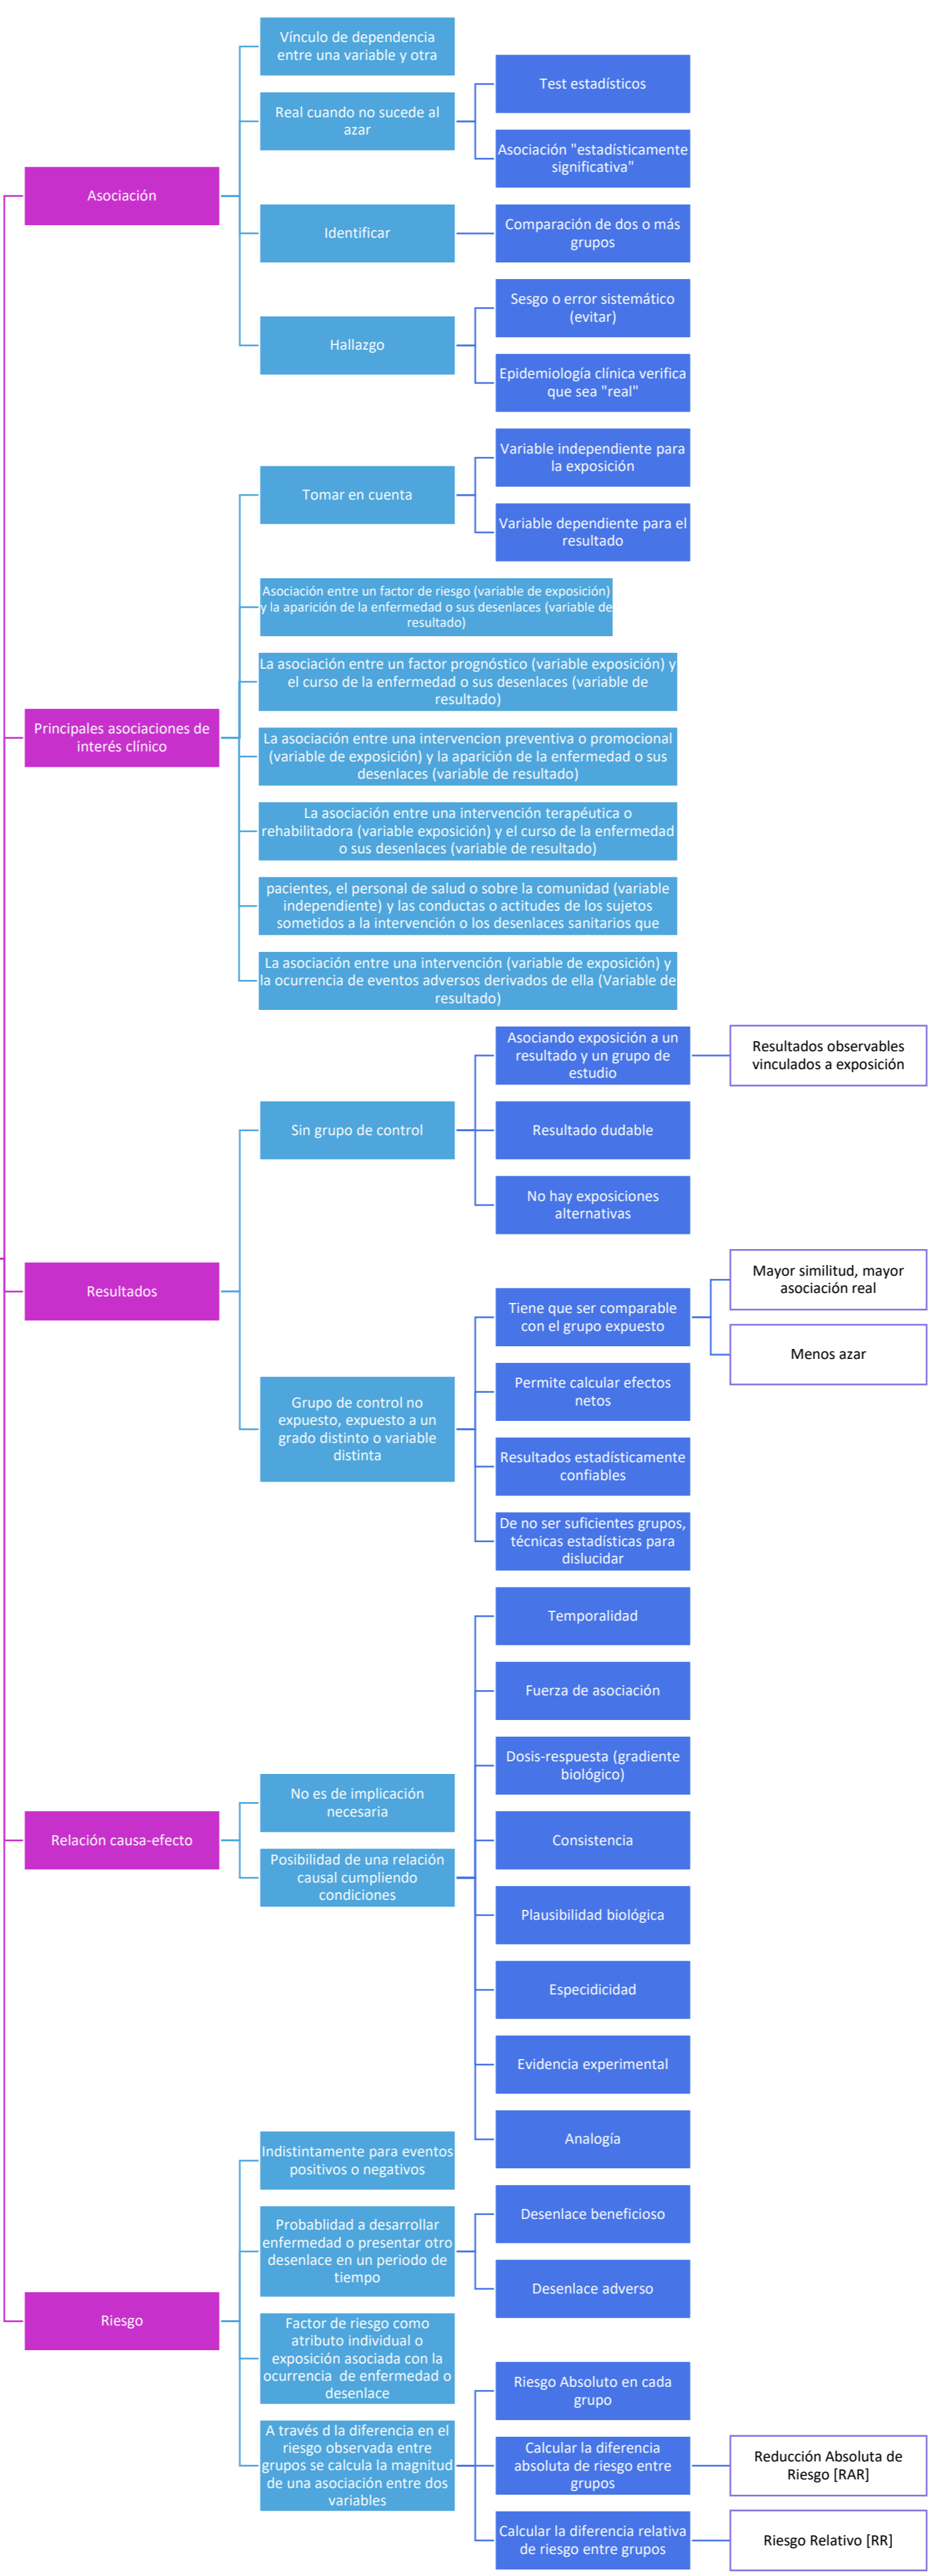 Vínculo de dependencia
entre una variable y otra
Real cuando no sucede al
azar
Test estadísticos
Asociación "estadísticamente
significativa"
Asociación
Identificar
Comparación de dos o más
grupos
Hallazgo
Sesgo o error sistemático
(evitar)
Epidemiología clínica verifica
que sea "real"
Principales asociaciones de
interés clínico
Tomar en cuenta
Variable independiente para
la exposición
Variable dependiente para el
resultado
Asociación entre un factor de riesgo (variable de exposición)
y la aparición de la enfermedad o sus desenlaces (variable de
resultado)
La asociación entre un factor prognóstico (variable exposición) y
el curso de la enfermedad o sus desenlaces (variable de
resultado)
La asociación entre una intervencion preventiva o promocional
(variable de exposición) y la aparición de la enfermedad o sus
desenlaces (variable de resultado)
La asociación entre una intervención terapéutica o
rehabilitadora (variable exposición) y el curso de la enfermedad
o sus desenlaces (variable de resultado)
pacientes, el personal de salud o sobre la comunidad (variable
independiente) y las conductas o actitudes de los sujetos
sometidos a la intervención o los desenlaces sanitarios que
La asociación entre una intervención (variable de exposición) y
la ocurrencia de eventos adversos derivados de ella (Variable de
resultado)
Resultados
Sin grupo de control
Asociando exposición a un
resultado y un grupo de
estudio
Resultados observables
vinculados a exposición
Resultado dudable
No hay exposiciones
alternativas
Grupo de control no
expuesto, expuesto a un
grado distinto o variable
distinta
Tiene que ser comparable
con el grupo expuesto
Mayor similitud, mayor
asociación real
Menos azar
Permite calcular efectos
netos
Resultados estadísticamente
confiables
De no ser suficientes grupos,
técnicas estadísticas para
dislucidar
Relación causa-efecto
No es de implicación
necesaria
Posibilidad de una relación
causal cumpliendo
condiciones
Temporalidad
Fuerza de asociación
Dosis-respuesta (gradiente
biológico)
Consistencia
Plausibilidad biológica
Especidicidad
Evidencia experimental
Analogía
Riesgo
Indistintamente para eventos
positivos o negativos
Probablidad a desarrollar
enfermedad o presentar otro
desenlace en un periodo de
tiempo
Desenlace beneficioso
Desenlace adverso
Factor de riesgo como
atributo individual o
exposición asociada con la
ocurrencia de enfermedad o
desenlace
A través d la diferencia en el
riesgo observada entre
grupos se calcula la magnitud
de una asociación entre dos
variables
Riesgo Absoluto en cada
grupo
Calcular la diferencia
absoluta de riesgo entre
grupos
Reducción Absoluta de
Riesgo [RAR]
Calcular la diferencia relativa
de riesgo entre grupos
Riesgo Relativo [RR]